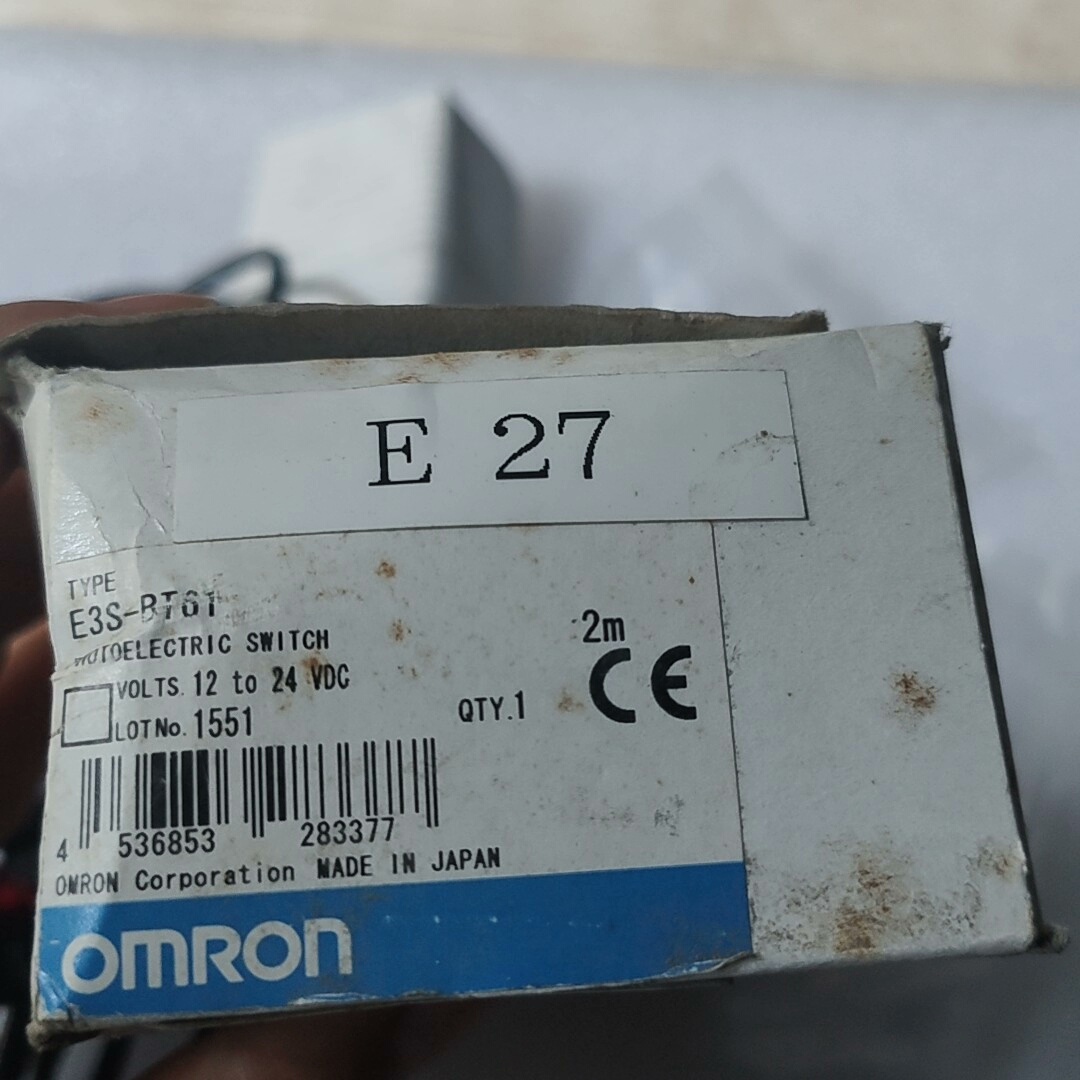 E 27
TYPE
E3S-BT61
PHOTOELECTRIC SWITCH
2m
VOLTS. 12 to 24 VDC
CE
LOT No. 1551
QTY.1
4 536853 283377
OMRON Corporation MADE IN JAPAN
OMRON